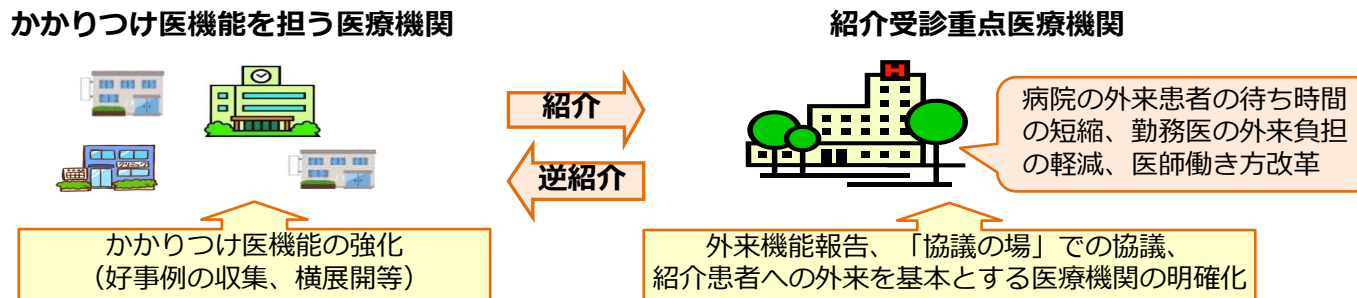 かかりつけ医機能を担う医療機関
紹介受診重点医療機関
紹介
逆紹介
H
病院の外来患者の待ち時間
の短縮、勤務医の外来負担
の軽減、医師働き方改革
クリニック
かかりつけ医機能の強化
（好事例の収集、横展開等）
外来機能報告、「協議の場」での協議、
紹介患者への外来を基本とする医療機関の明確化